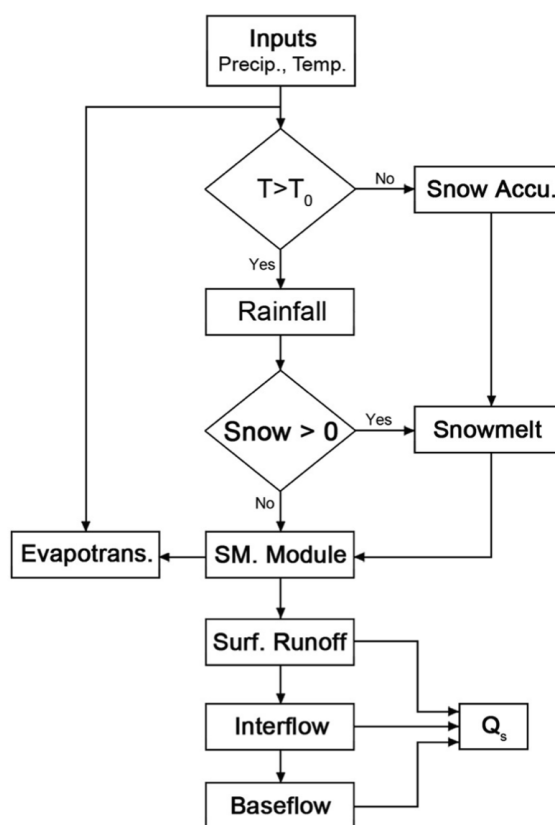 Inputs
Precip., Temp.
T>T₀
No
Snow Accu.
Yes
Rainfall
Snow > 0
Yes
Snowmelt
No
Evapotrans.
SM. Module
Surf. Runoff
Interflow
Qₛ
Baseflow